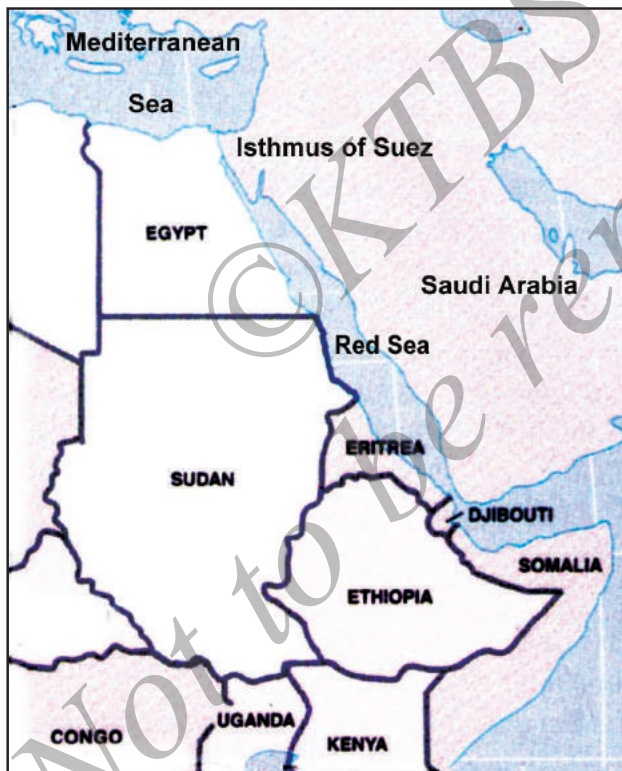 Mediterranean
Sea
Isthmus of Suez
EGYPT
Saudi Arabia
Red Sea
ERITREA
SUDAN
DJIBOUTI
SOMALIA
ETHIOPIA
UGANDA
CONGO
KENYA
©KTBS
Not to be re